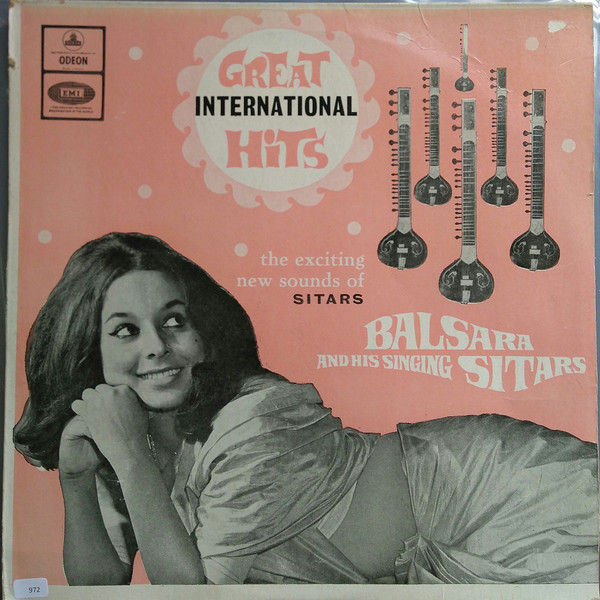 ODEON
EMI
GREAT
INTERNATIONAL
HITS
the exciting
new sounds of
SITARS
BALSARA
AND HIS SINGING SITARS
972